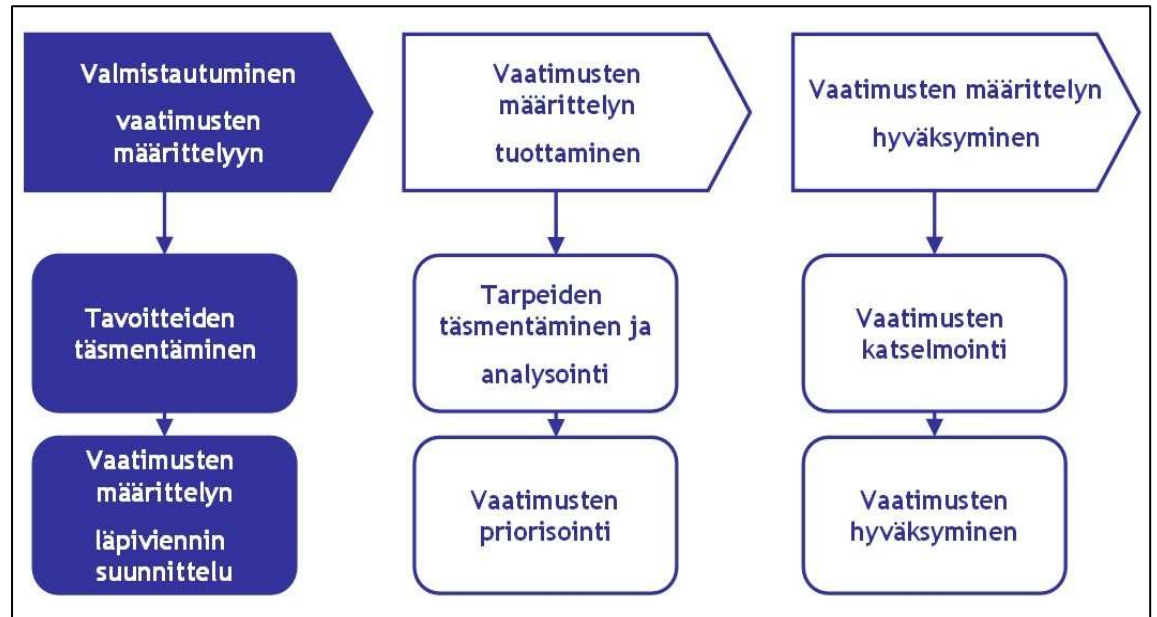 Valmistautuminen
vaatimusten
määrittelyyn
Vaatimusten
määrittelyn
tuottaminen
Vaatimusten määrittelyn
hyväksyminen
Tavoitteiden
täsmentäminen
Tarpeiden
täsmentäminen ja
analysointi
Vaatimusten
katselmointi
Vaatimusten
määrittelyn
läpiviennin
suunnittelu
Vaatimusten
priorisointi
Vaatimusten
hyväksyminen